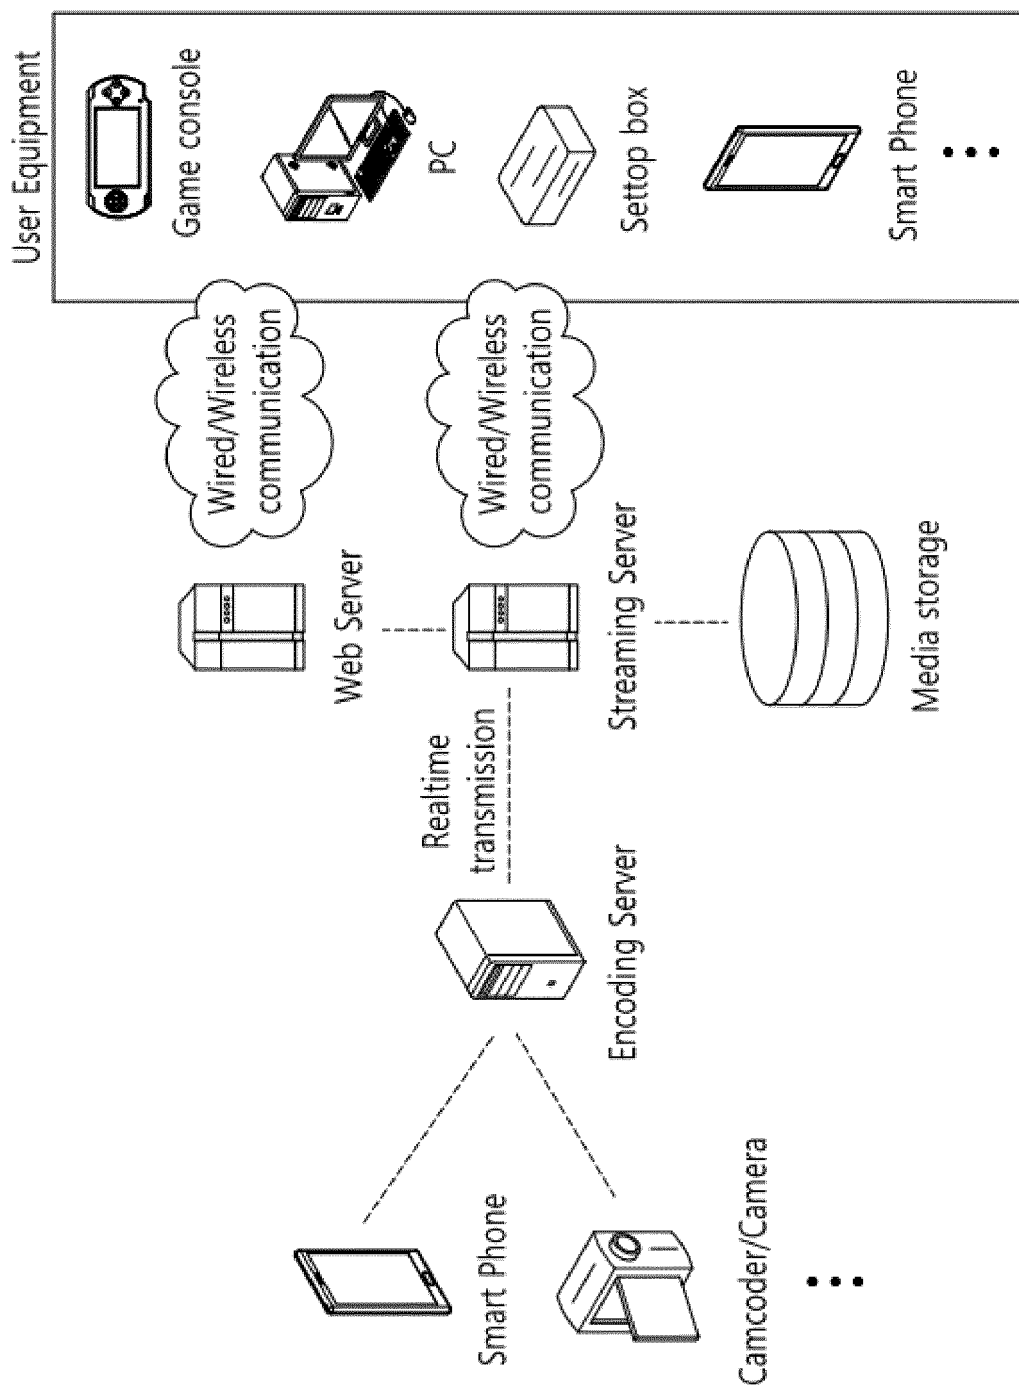 User Equipment
Game console
PC
Settop box
Smart Phone
Wired/Wireless
communication
Wired/Wireless
communication
Web Server
Streaming Server
Media storage
Realtime
transmission
Encoding Server
Smart Phone
Camcoder/Camera